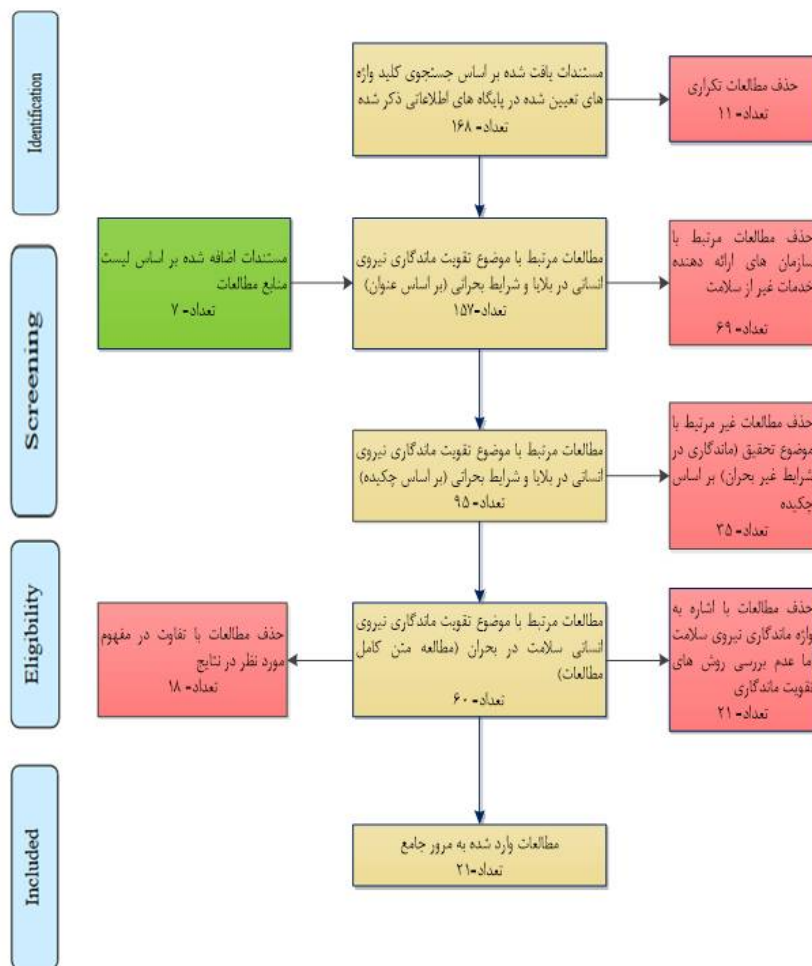 Identification
مستندات یافت شده بر اساس جستجوی کلید واژه
های تعیین شده در پایگاه های اطلاعاتی ذکر شده
تعداد= ۱۶۸
حذف مطالعات تکراری
تعداد= ۱۱
Screening
مستندات اضافه شده بر اساس لیست
منابع مطالعات
تعداد= ۷
مطالعات مرتبط با موضوع تقویت ماندگاری نیروی
انسانی در بلایا و شرایط بحرانی (بر اساس عنوان)
تعداد=۱۵۷
حذف مطالعات مرتبط با
سازمان های ارائه دهنده
خدمات غیر از سلامت
تعداد= ۶۹
مطالعات مرتبط با موضوع تقویت ماندگاری نیروی
انسانی در بلایا و شرایط بحرانی (بر اساس چکیده)
تعداد= ۹۵
حذف مطالعات غیر مرتبط با
موضوع تحقیق (ماندگاری در
شرایط غیر بحران) بر اساس
چکیده
تعداد= ۳۵
Eligibility
حذف مطالعات با تفاوت در مفهوم
مورد نظر در نتایج
تعداد= ۱۸
مطالعات مرتبط با موضوع تقویت ماندگاری نیروی
انسانی سلامت در بحران (مطالعه متن کامل
مطالعات)
تعداد= ۶۰
حذف مطالعات با اشاره به
واژه ماندگاری نیروی سلامت
ما عدم بررسی روش های
تقویت ماندگاری
تعداد= ۲۱
Included
مطالعات وارد شده به مرور جامع
تعداد=۲۱